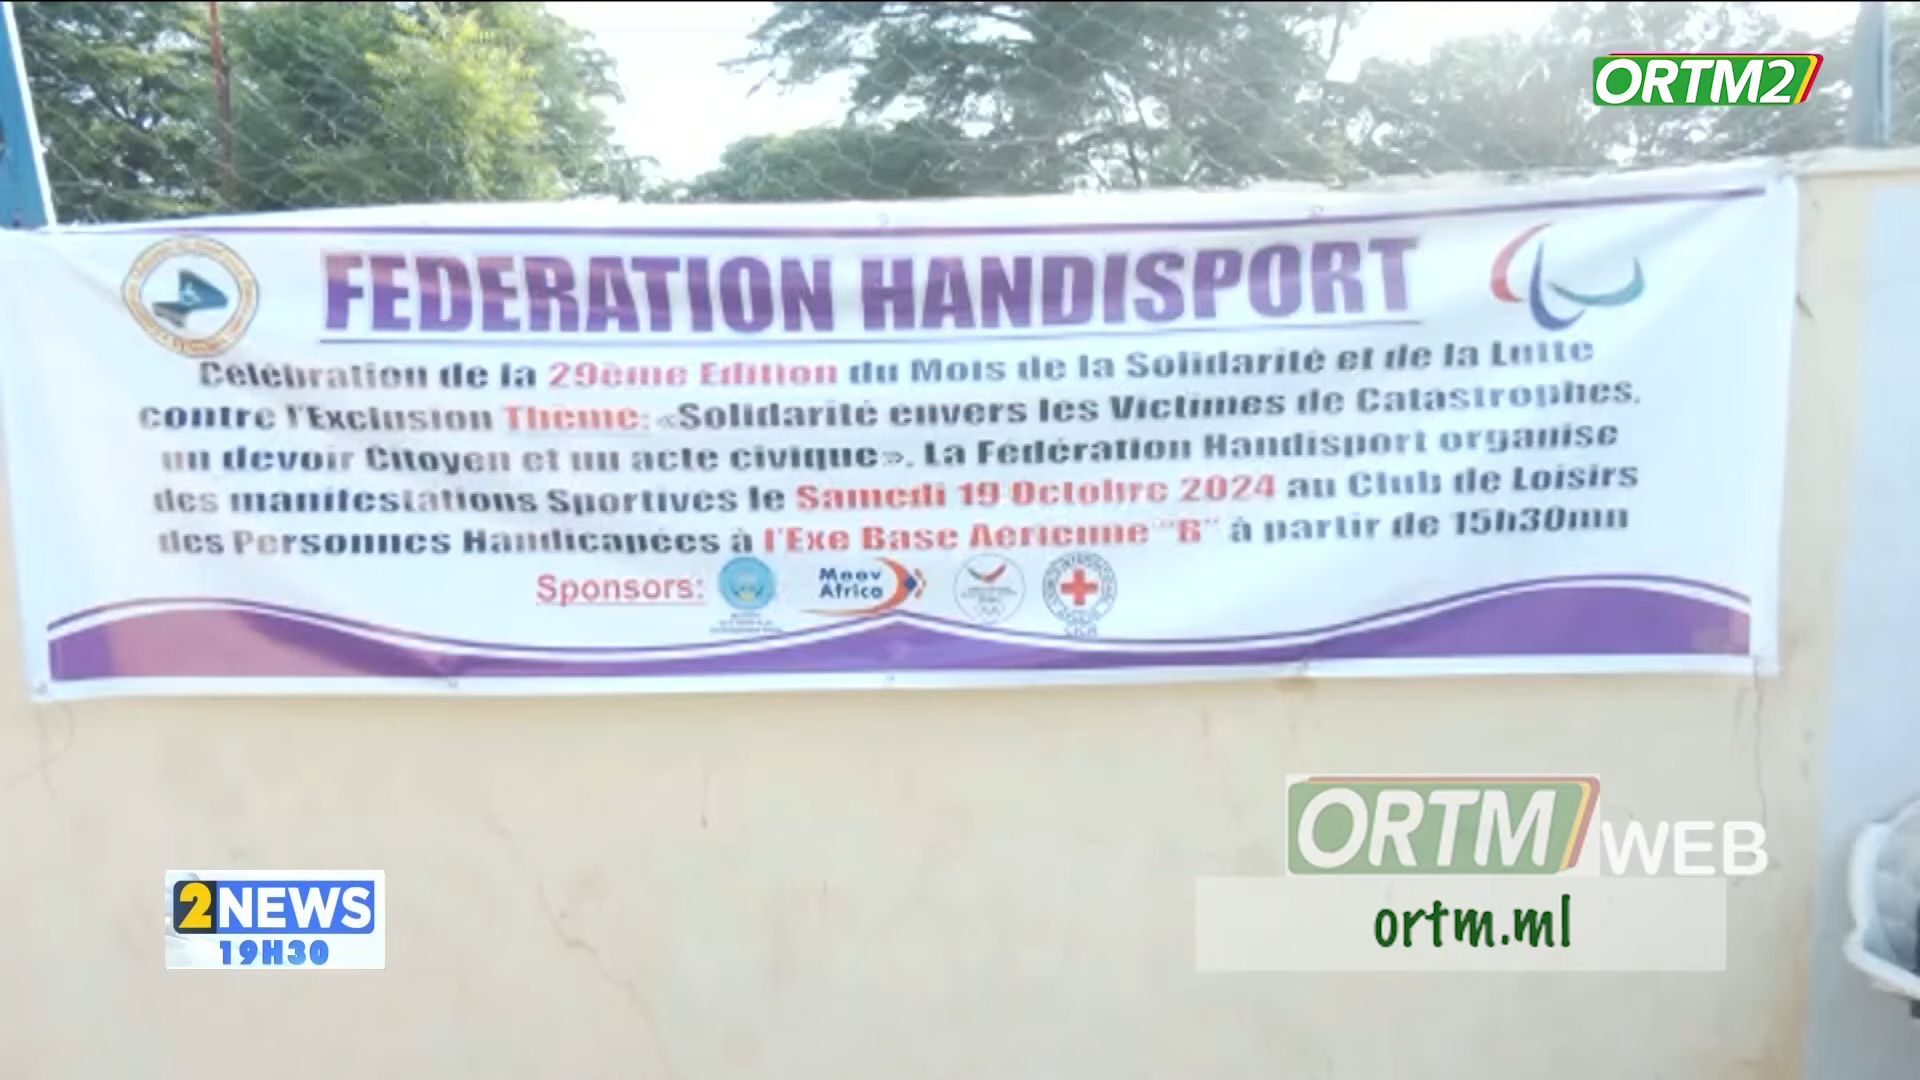 ORTM2
FEDERATION HANDISPORT
Célébration de la 29ème Edition du Mois de la Solidarité et de la Lutte
contre l'Exclusion Thème: «Solidarité envers les Victimes de Catastrophes,
un devoir Citoyen et un acte civique». La Fédération Handisport organise
des manifestations Sportives le Samedi 19 Octobre 2024 au Club de Loisirs
des Personnes Handicapées à l'Exe Base Aérienne "B" à partir de 15h30mn
Sponsors:
Moov
Africa
ORTM WEB
ortm.ml
2NEWS
19H30